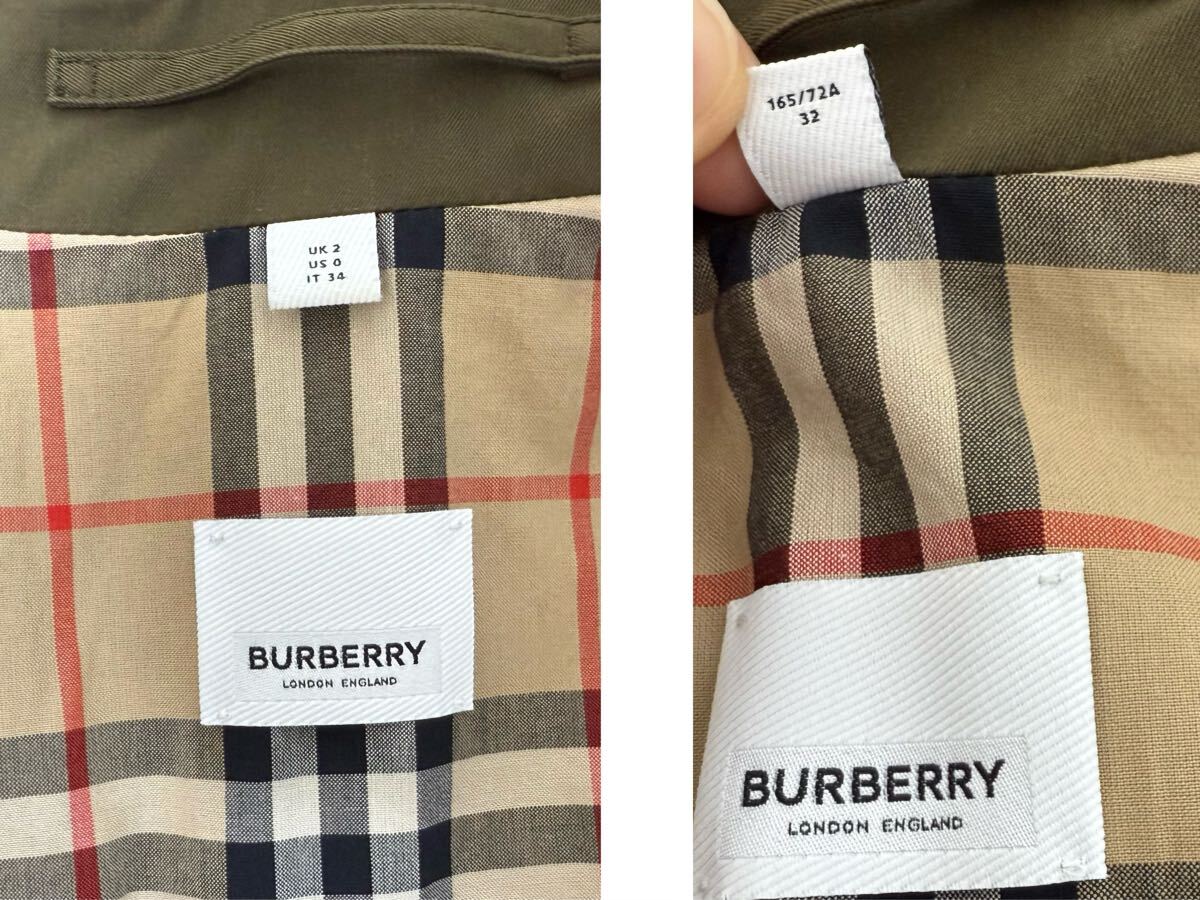 UK 2
US 0
IT 34
BURBERRY
LONDON ENGLAND
165/72A
32
BURBERRY
LONDON ENGLAND